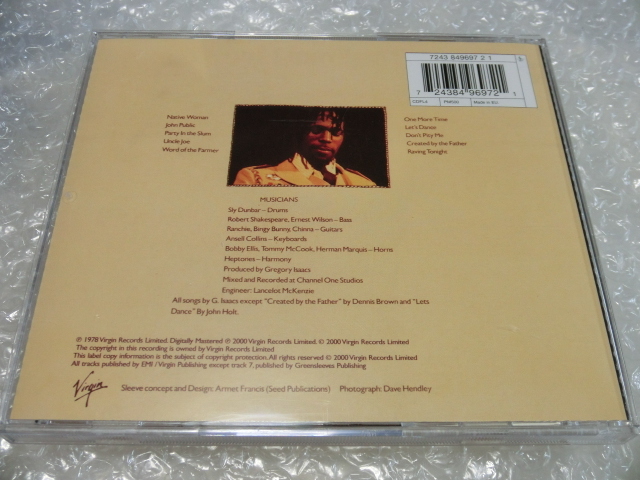 7243 849697 2 1
7 24384 96972 1
CDFL4
PM520
Made in EU
Native Woman
John Public
Party in the Slum
Uncle Joe
Word of the Farmer
One More Time
Let's Dance
Don't Pity Me
Created by the Father
Raving Tonight
MUSICIANS
Sly Dunbar – Drums
Robert Shakespeare, Ernest Wilson – Bass
Ranchie, Bingy Bunny, Chinna – Guitars
Ansell Collins – Keyboards
Bobby Ellis, Tommy McCook, Herman Marquis – Horns
Heptones – Harmony
Produced by Gregory Isaacs
Mixed and Recorded at Channel One Studios
Engineer: Lancelot McKenzie
All songs by G. Isaacs except "Created by the Father" by Dennis Brown and "Lets
Dance" By John Holt.
℗ 1978 Virgin Records Limited. Digitally Mastered ℗ 2000 Virgin Records Limited. © 2000 Virgin Records Limited
The copyright in this recording is owned by Virgin Records Limited
This label copy information is the subject of copyright protection. All rights reserved © 2000 Virgin Records Limited
All tracks published by EMI / Virgin Publishing except track 7, published by Greensleeves Publishing
Virgin
Sleeve concept and Design: Armet Francis (Seed Publications) Photograph: Dave Hendley